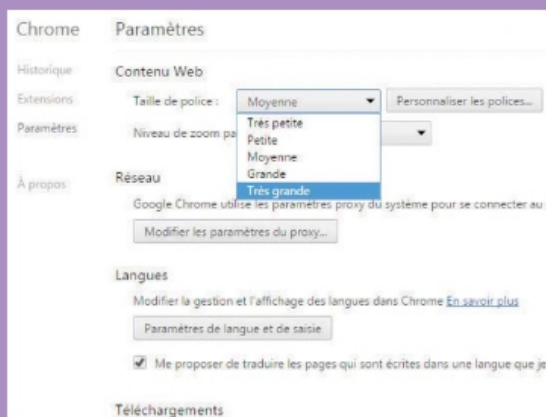 Chrome
Paramètres
Historique
Extensions
Paramètres
À propos
Contenu Web
Taille de police : Moyenne Personnaliser les polices...
Très petite
Niveau de zoom pa
Petite
Moyenne
Grande
Très grande
Réseau
Google Chrome utilise les paramètres proxy du système pour se connecter au
Modifier les paramètres du proxy...
Langues
Modifier la gestion et l'affichage des langues dans Chrome En savoir plus
Paramètres de langue et de saisie
Me proposer de traduire les pages qui sont écrites dans une langue que je
Téléchargements